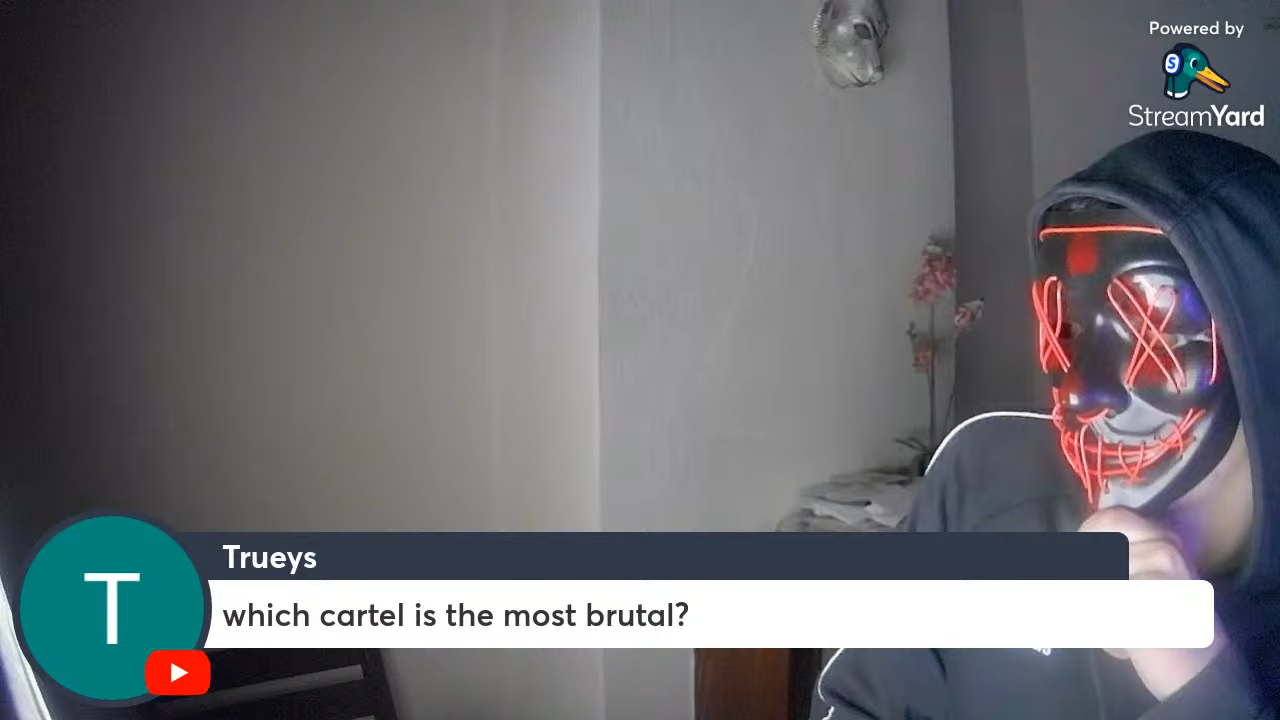 Powered by
S
StreamYard
Trueys
T
which cartel is the most brutal?